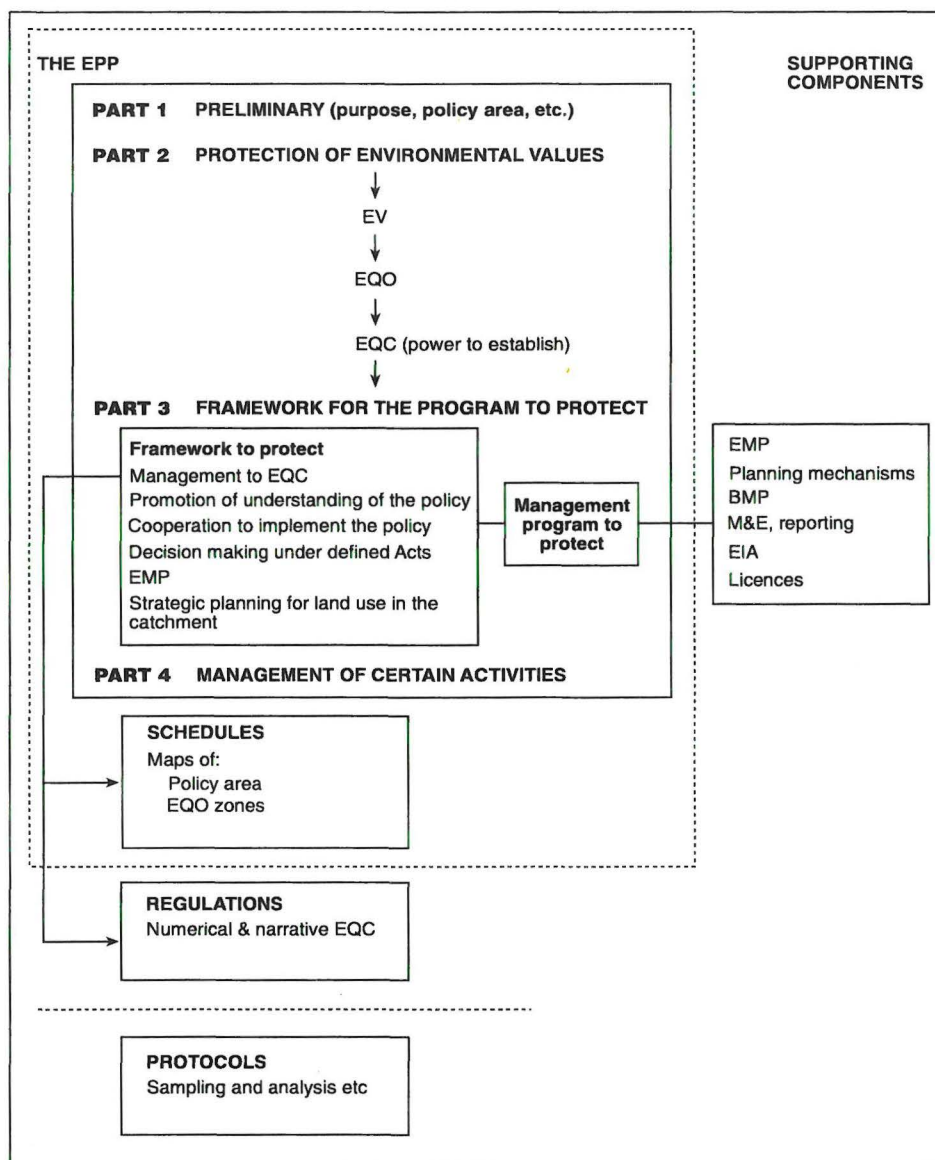 THE EPP
SUPPORTING
COMPONENTS
PART 1 PRELIMINARY (purpose, policy area, etc.)
PART 2 PROTECTION OF ENVIRONMENTAL VALUES
EV
EQO
EQC (power to establish)
PART 3 FRAMEWORK FOR THE PROGRAM TO PROTECT
Framework to protect
Management to EQC
Promotion of understanding of the policy
Cooperation to implement the policy
Decision making under defined Acts
EMP
Strategic planning for land use in the
catchment
Management
program to
protect
EMP
Planning mechanisms
BMP
M&E, reporting
EIA
Licences
PART 4 MANAGEMENT OF CERTAIN ACTIVITIES
SCHEDULES
Maps of:
Policy area
EQO zones
REGULATIONS
Numerical & narrative EQC
PROTOCOLS
Sampling and analysis etc